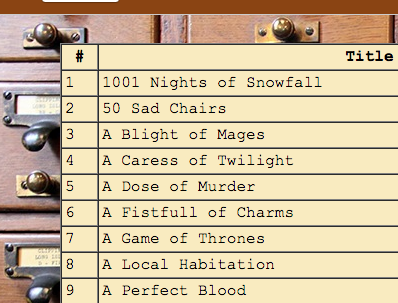 # Title
1 1001 Nights of Snowfall
2 50 Sad Chairs
3 A Blight of Mages
4 A Caress of Twilight
5 A Dose of Murder
6 A Fistfull of Charms
7 A Game of Thrones
8 A Local Habitation
9 A Perfect Blood